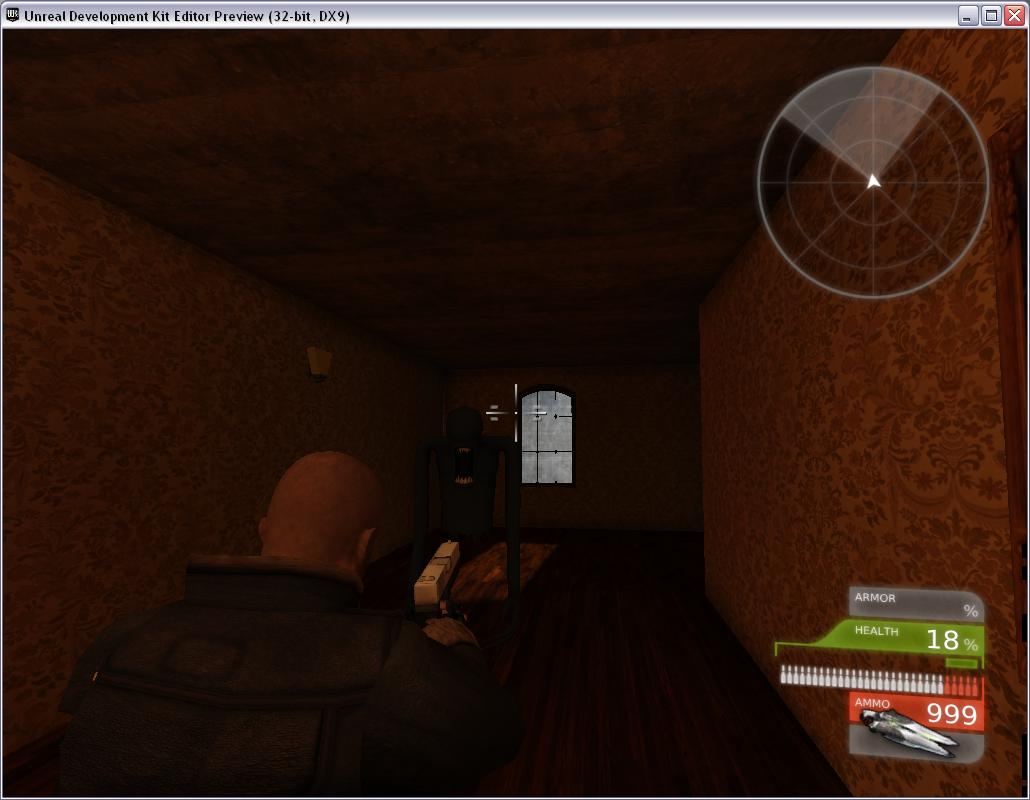 Unreal Development Kit Editor Preview (32-bit, DX9)
ARMOR
%
HEALTH
18 %
AMMO
999